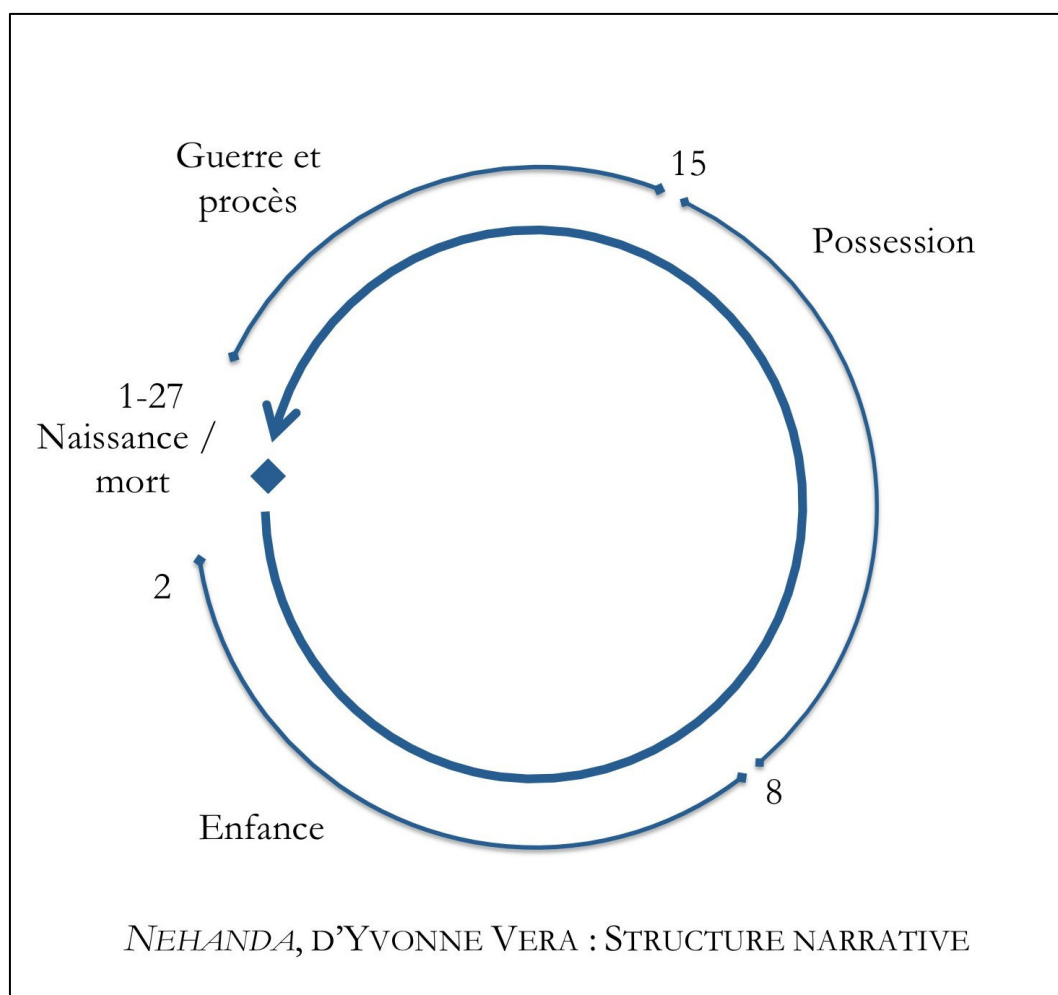 Guerre et
procès
15
Possession
1-27
Naissance /
mort
2
8
Enfance
NEHANDA, D’YVONNE VERA : STRUCTURE NARRATIVE